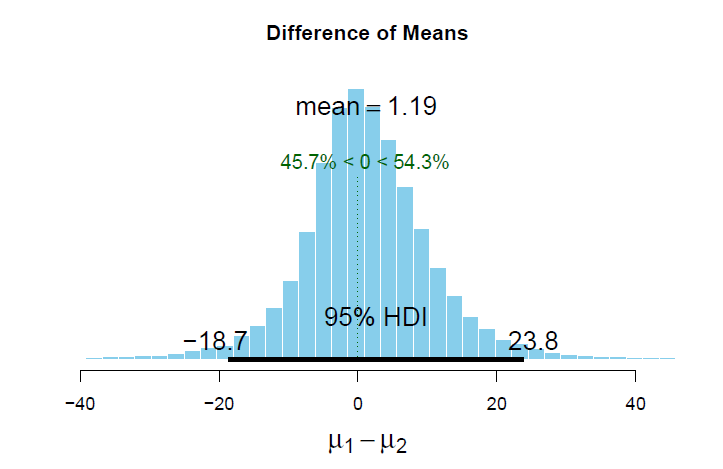 Difference of Means
mean = 1.19
45.7% < 0 < 54.3%
95% HDI
−18.7 23.8
−40 −20 0 20 40
μ₁ − μ₂